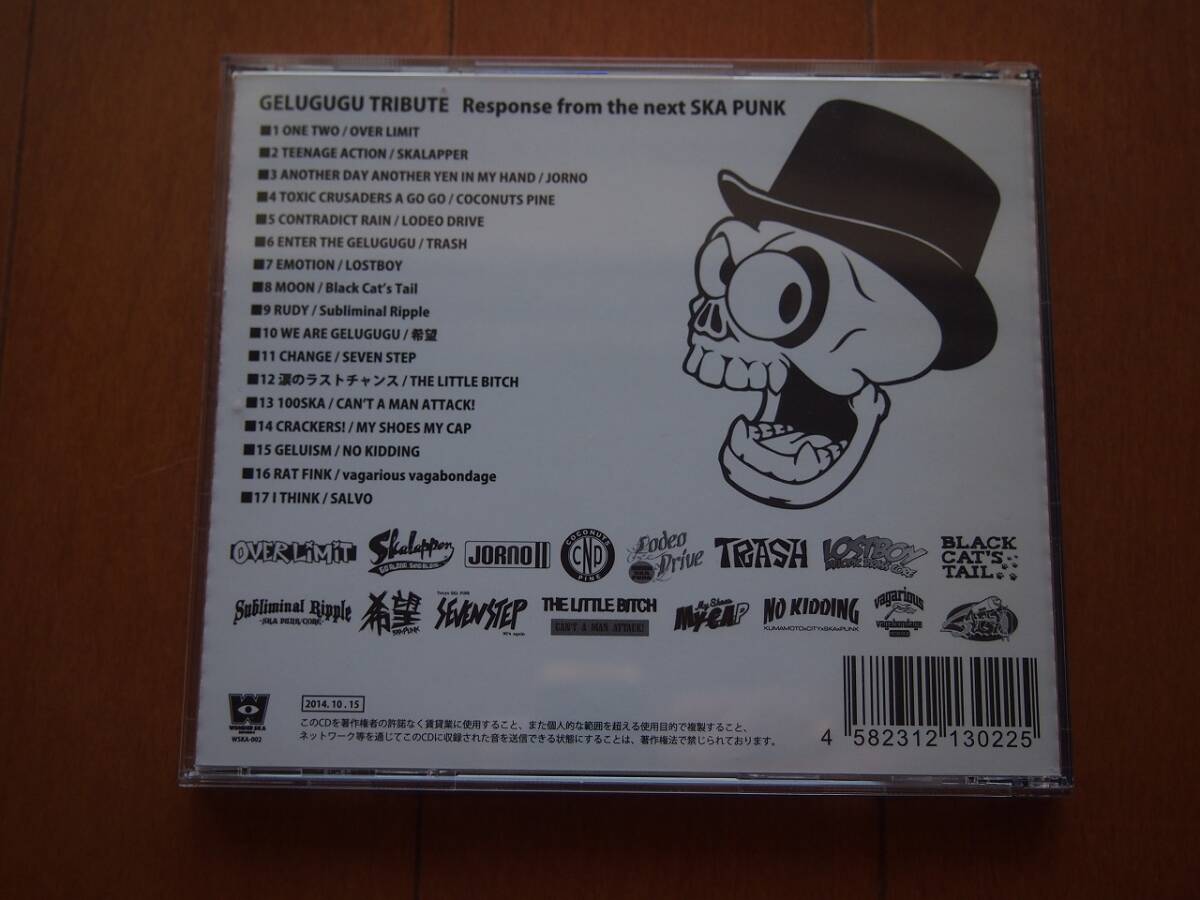 GELUGUGU TRIBUTE Response from the next SKA PUNK
■1 ONE TWO / OVER LIMIT
■2 TEENAGE ACTION / SKALAPPER
■3 ANOTHER DAY ANOTHER YEN IN MY HAND / JORNO
■4 TOXIC CRUSADERS A GO GO / COCONUTS PINE
■5 CONTRADICT RAIN / LODEO DRIVE
■6 ENTER THE GELUGUGU / TRASH
■7 EMOTION / LOSTBOY
■8 MOON / Black Cat's Tail
■9 RUDY / Subliminal Ripple
■10 WE ARE GELUGUGU / 希望
■11 CHANGE / SEVEN STEP
■12 涙のラストチャンス / THE LITTLE BITCH
■13 100SKA / CAN'T A MAN ATTACK!
■14 CRACKERS! / MY SHOES MY CAP
■15 GELUISM / NO KIDDING
■16 RAT FINK / vagarious vagabondage
■17 I THINK / SALVO
OVER LiMiT Skalapper JORNO II COCONUTS CNP PINE Lodeo Drive TRASH LOSTBOY BLACK CAT'S TAIL
Subliminal Ripple -SKA PUNK/CORE- 希望 SKA-PUNK SEVEN STEP THE LITTLE BITCH CAN'T A MAN ATTACK! My Shoes My CAP NO KIDDING KUMAMOTOxCITYxSKAxPUNK vagarious vagabondage
WSKA-002
2014.10.15
このCDを著作権者の許諾なく賃貸業に使用すること、また個人的な範囲を超える使用目的で複製すること、
ネットワーク等を通じてこのCDに収録された音を送信できる状態にすることは、著作権法で禁じられております。
4 582312 130225